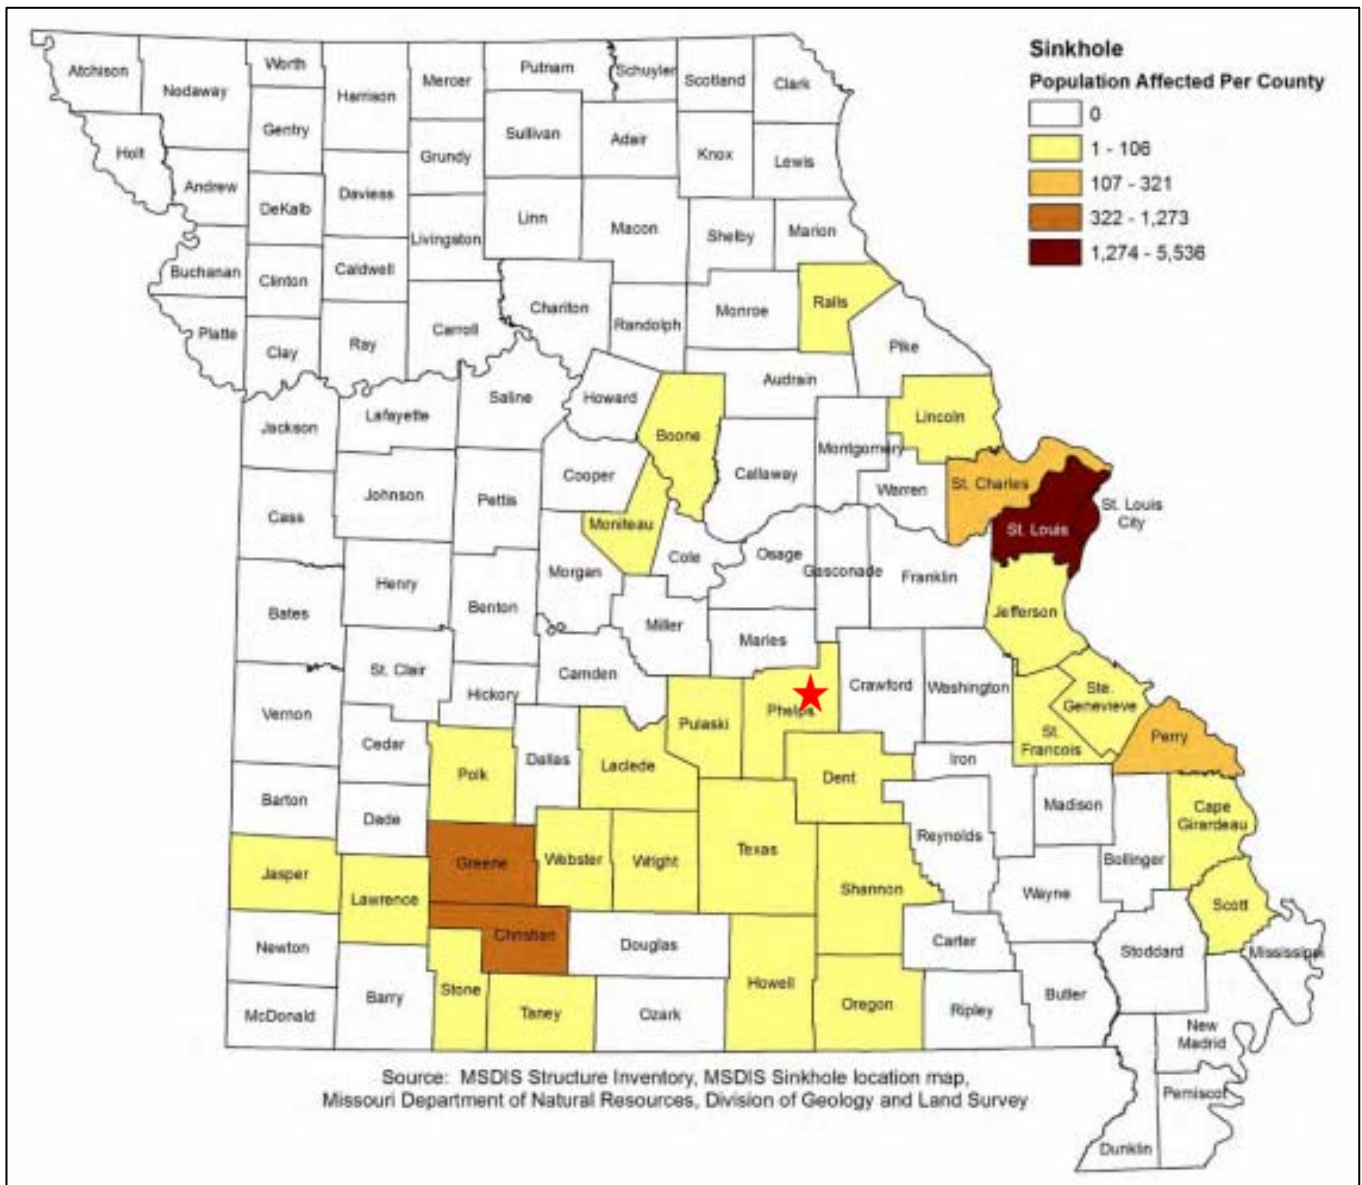 Sinkhole
Population Affected Per County
0
1 - 106
107 - 321
322 - 1,273
1,274 - 5,536
Atchison
Nodaway
Worth
Harrison
Mercer
Putnam
Schuyler
Scotland
Clark
Gentry
Sullivan
Adair
Knox
Lewis
Holt
Andrew
DeKalb
Daviess
Grundy
Linn
Macon
Shelby
Marion
Livingston
Buchanan
Clinton
Caldwell
Chariton
Randolph
Monroe
Ralls
Platte
Clay
Ray
Carroll
Pike
Audrain
Saline
Howard
Jackson
Lafayette
Boone
Lincoln
Montgomery
Callaway
Cooper
Warren
St. Charles
Johnson
Pettis
Cass
Moniteau
St. Louis
St. Louis
City
Cole
Osage
Gasconade
Franklin
Morgan
Henry
Benton
Bates
Miller
Maries
Jefferson
St. Clair
Camden
Hickory
Crawford
Washington
Ste.
Genevieve
Vernon
Pulaski
Phelps
St.
Francois
Perry
Cedar
Polk
Dallas
Laclede
Iron
Dent
Barton
Dade
Madison
Cape
Girardeau
Reynolds
Bollinger
Greene
Webster
Wright
Texas
Jasper
Shannon
Lawrence
Wayne
Scott
Christian
Newton
Douglas
Carter
Stoddard
Mississippi
Howell
McDonald
Barry
Stone
Taney
Ozark
Oregon
Ripley
Butler
New
Madrid
Pemiscot
Dunklin
Source: MSDIS Structure Inventory, MSDIS Sinkhole location map,
Missouri Department of Natural Resources, Division of Geology and Land Survey